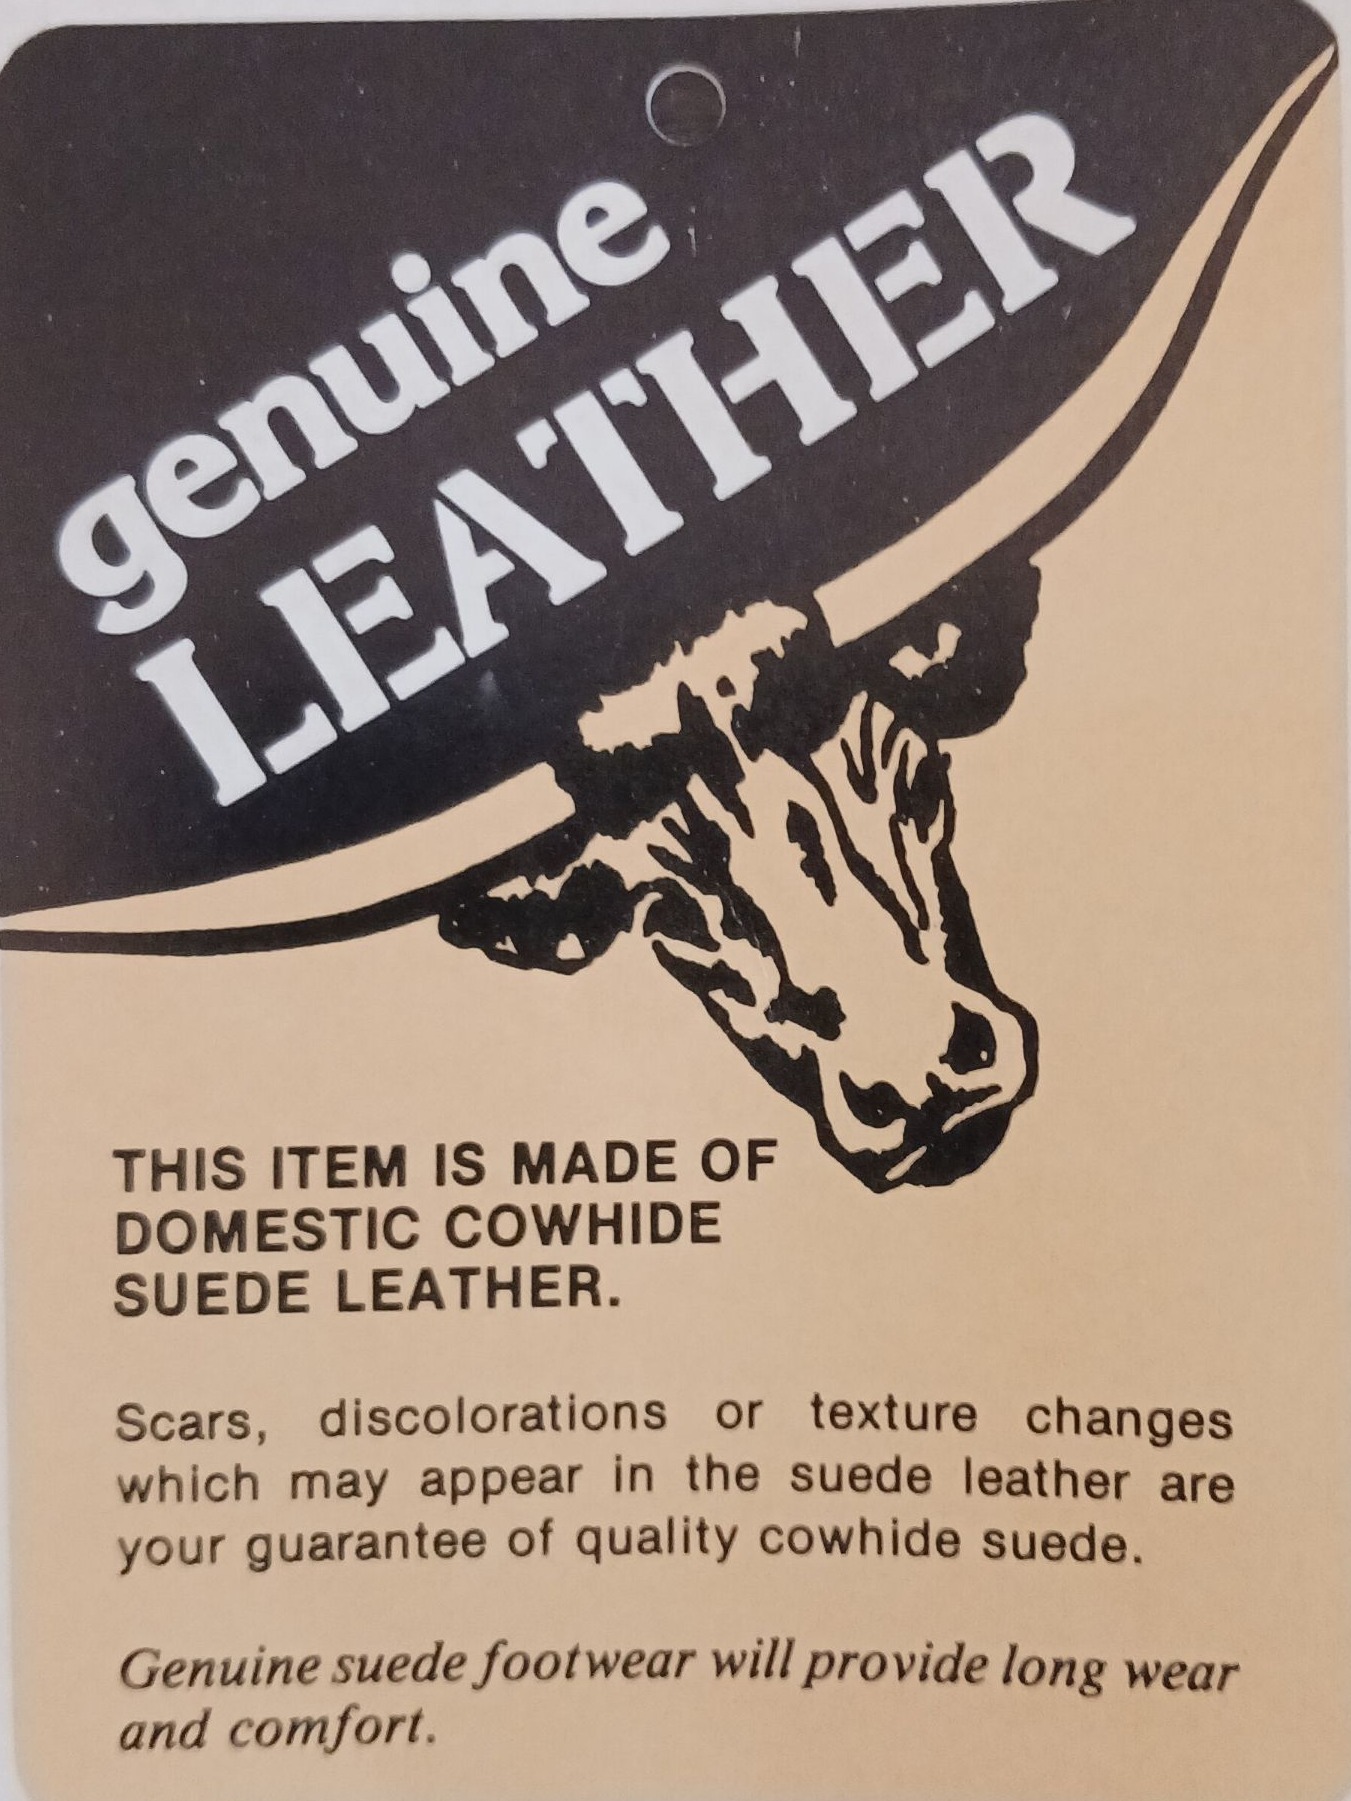 genuine
LEATHER
THIS ITEM IS MADE OF
DOMESTIC COWHIDE
SUEDE LEATHER.
Scars, discolorations or texture changes
which may appear in the suede leather are
your guarantee of quality cowhide suede.
Genuine suede footwear will provide long wear
and comfort.